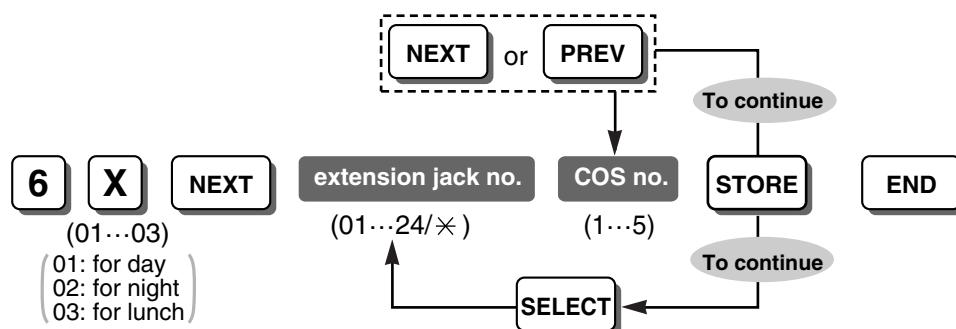 NEXT or PREV
To continue
6 X NEXT extension jack no. COS no. STORE END
(01···03) (01···24/✳) (1···5)
01: for day
02: for night
03: for lunch
To continue
SELECT